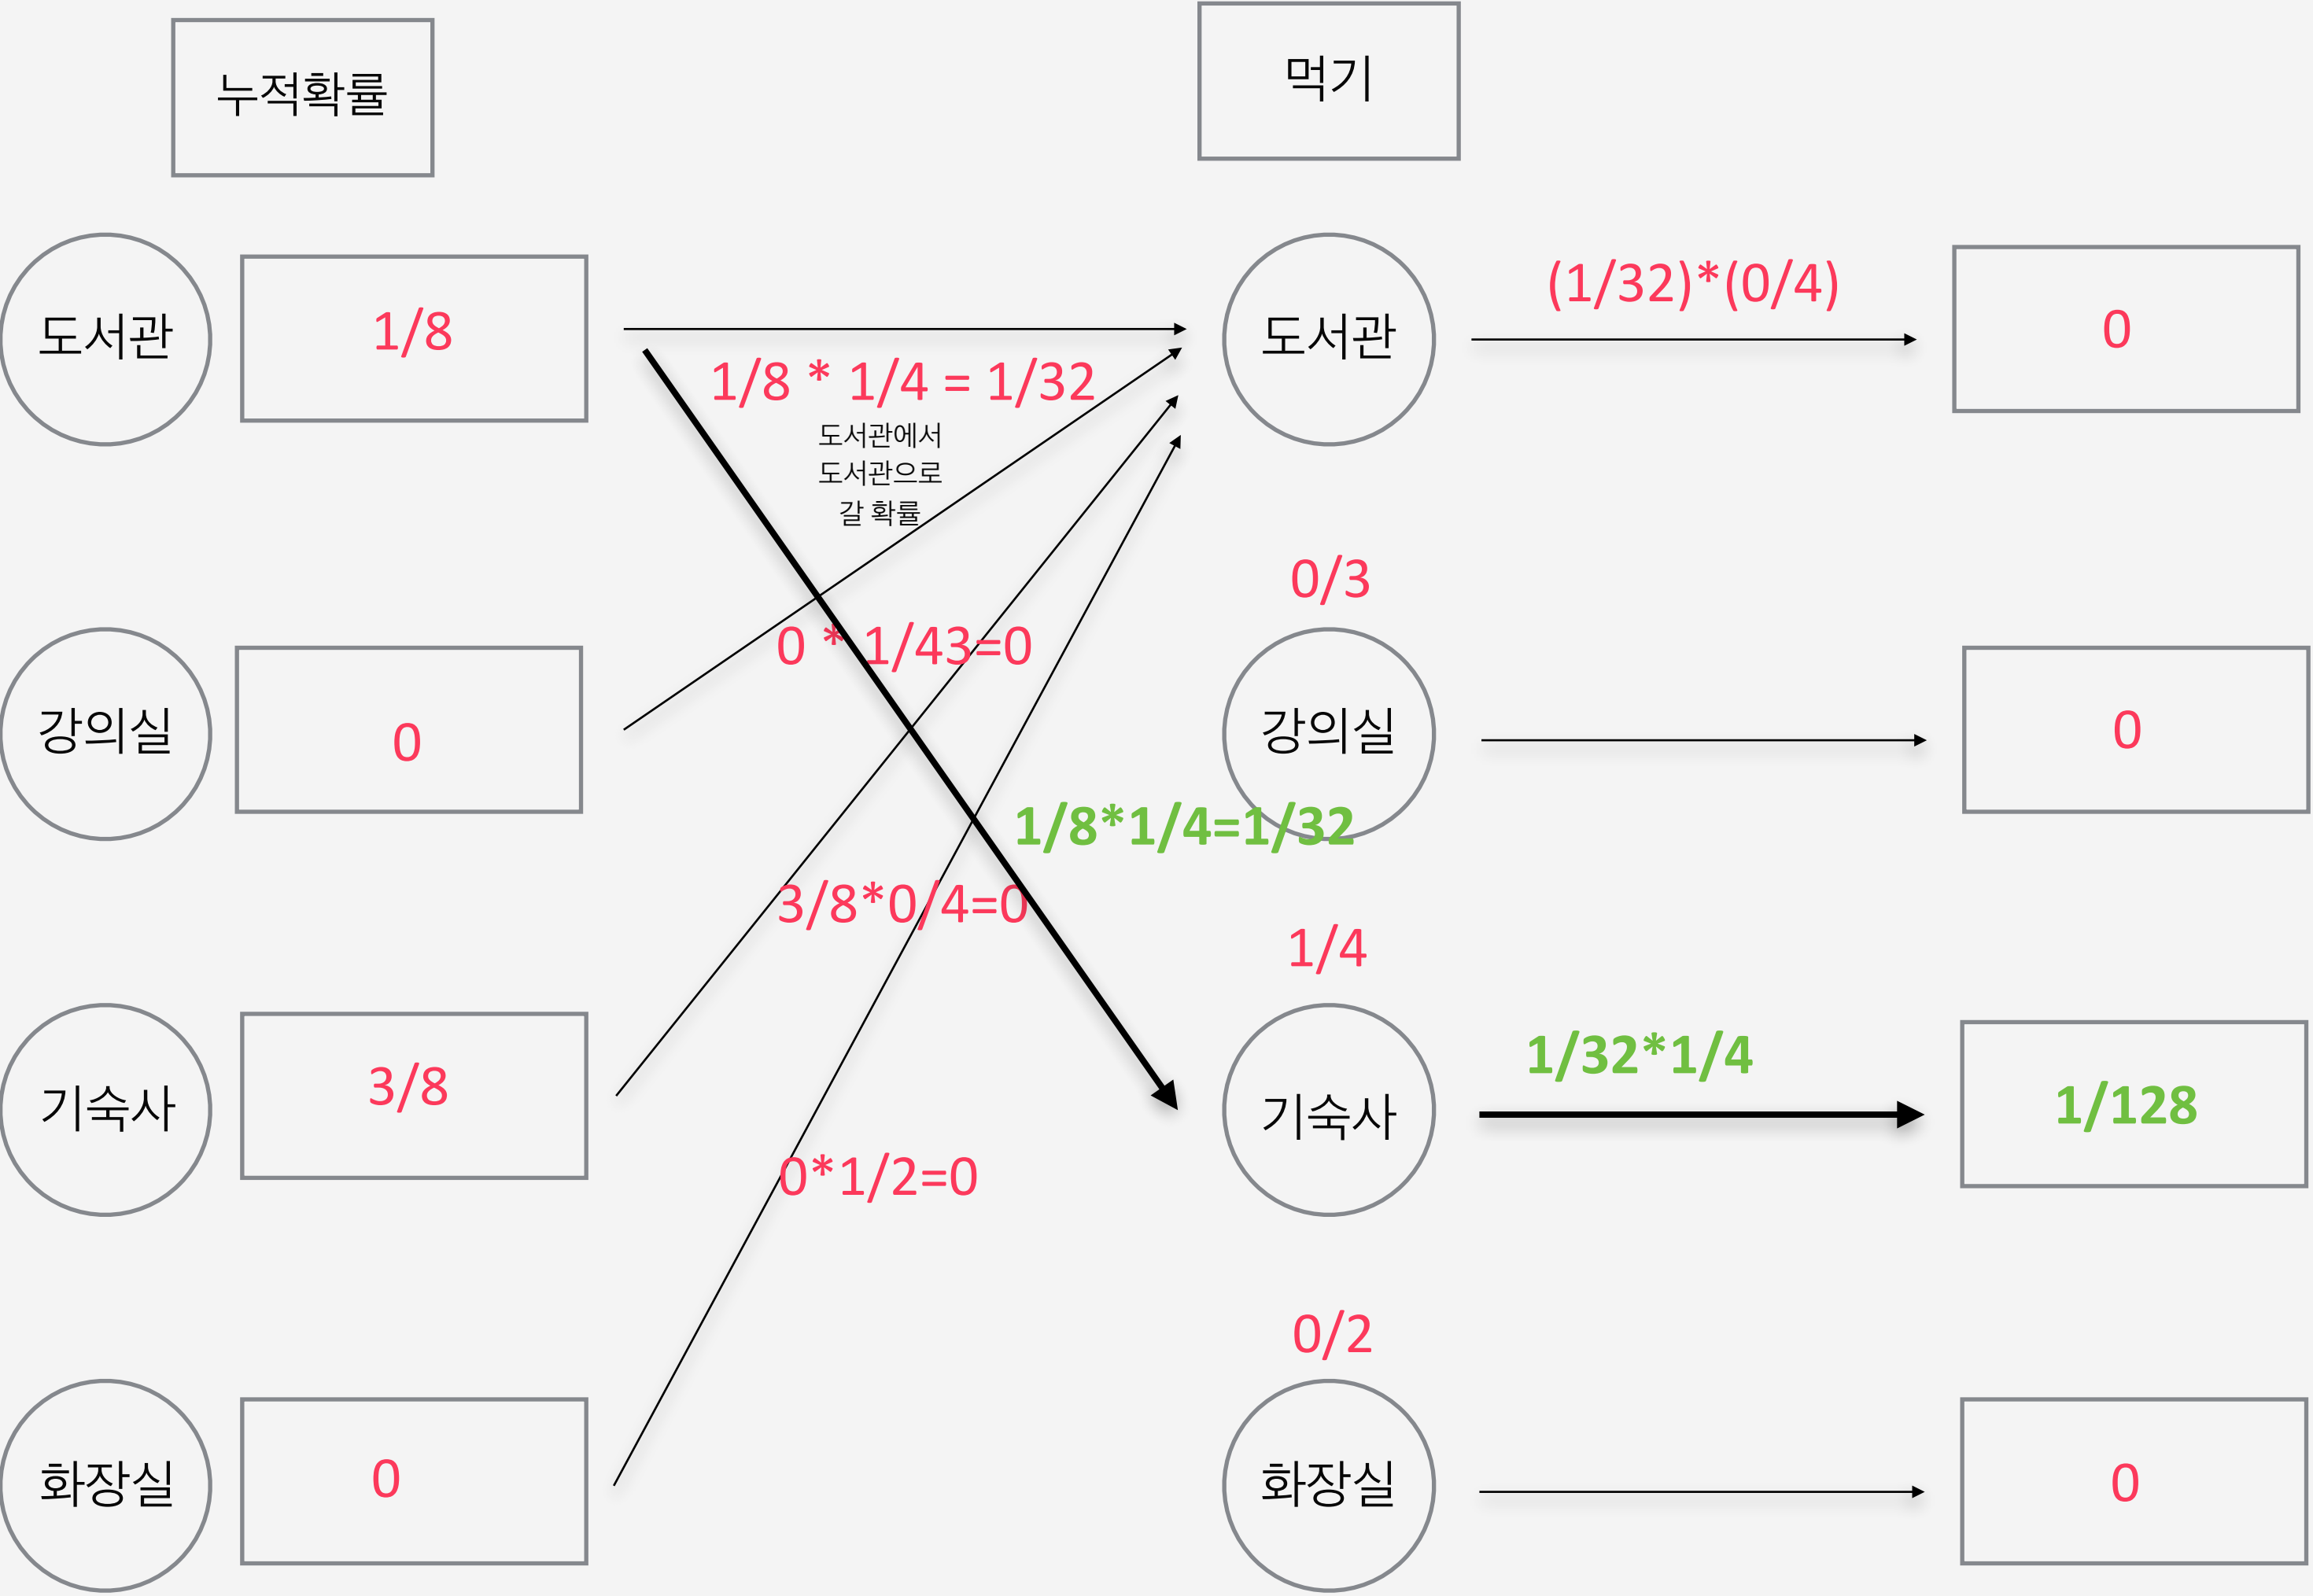 누적확률
먹기
도서관
1/8
1/8 * 1/4 = 1/32
도서관에서
도서관으로
갈 확률
도서관
(1/32)*(0/4)
0
강의실
0
0 * 1/43=0
0/3
강의실
0
1/8*1/4=1/32
기숙사
3/8
3/8*0/4=0
1/4
기숙사
1/32*1/4
1/128
화장실
0
0*1/2=0
0/2
화장실
0